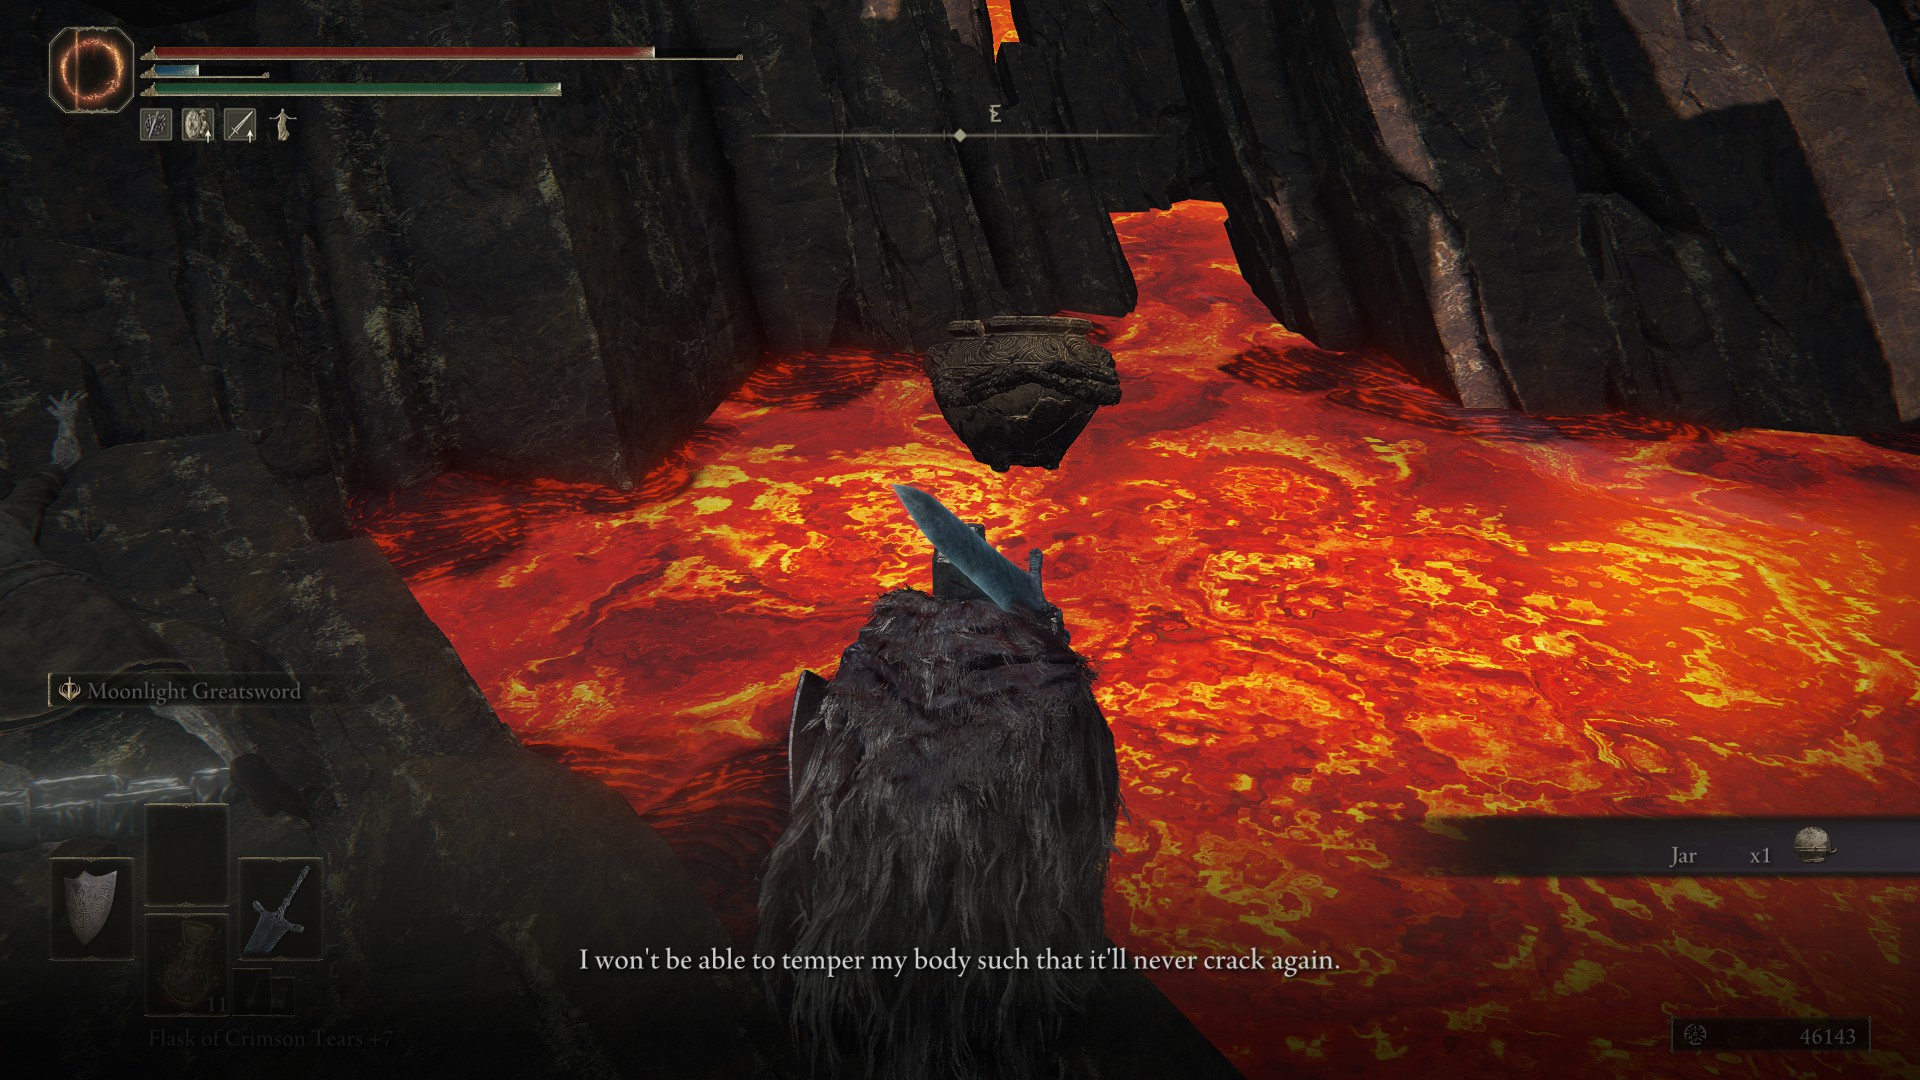 E
Moonlight Greatsword
Jar x1
I won't be able to temper my body such that it'll never crack again.
11
Flask of Crimson Tears +7
46143